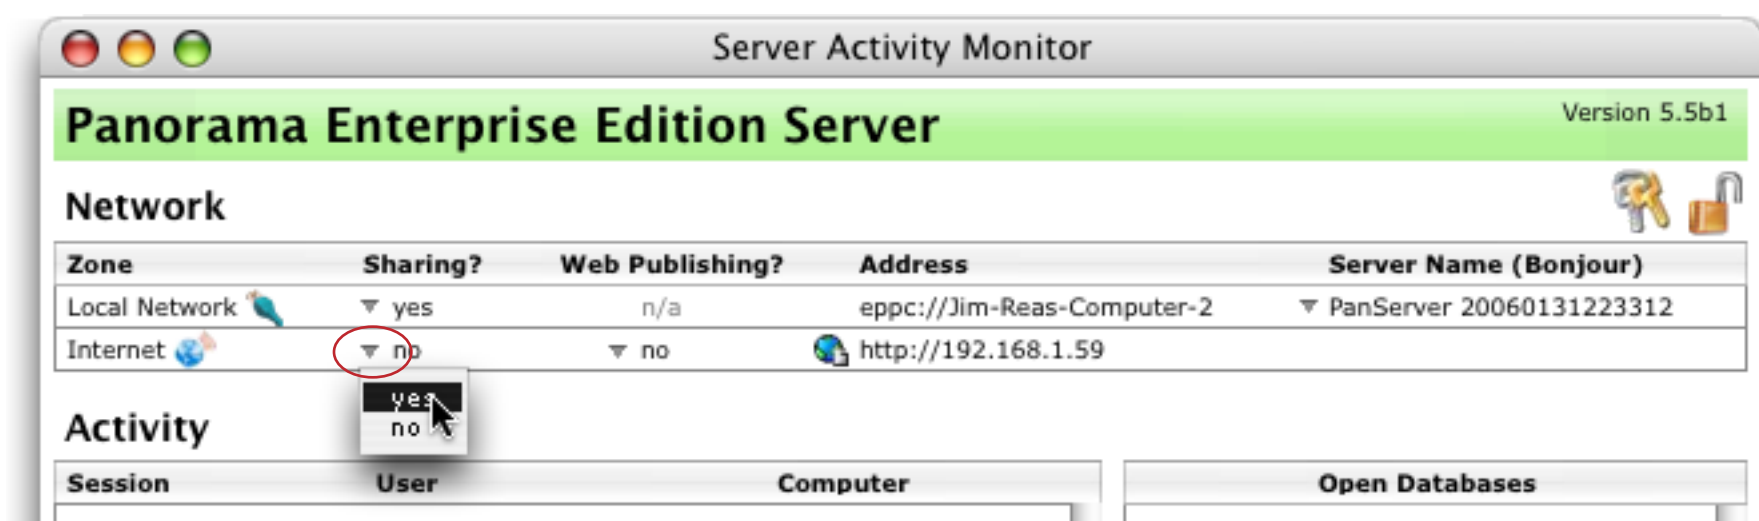 Server Activity Monitor
Panorama Enterprise Edition Server
Version 5.5b1
Network
Zone Sharing? Web Publishing? Address Server Name (Bonjour)
Local Network yes n/a eppc://Jim-Reas-Computer-2 PanServer 20060131223312
Internet no no http://192.168.1.59
yes
no
Activity
Session User Computer Open Databases